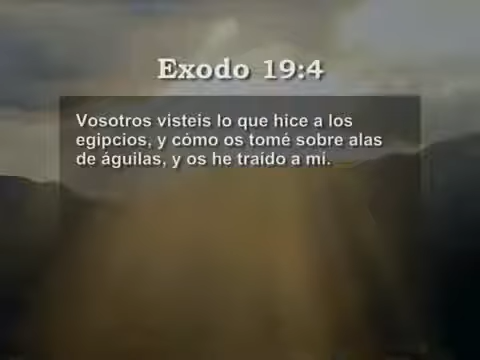 Exodo 19:4
Vosotros visteis lo que hice a los
egipcios, y cómo os tomé sobre alas
de águilas, y os he traído a mí.